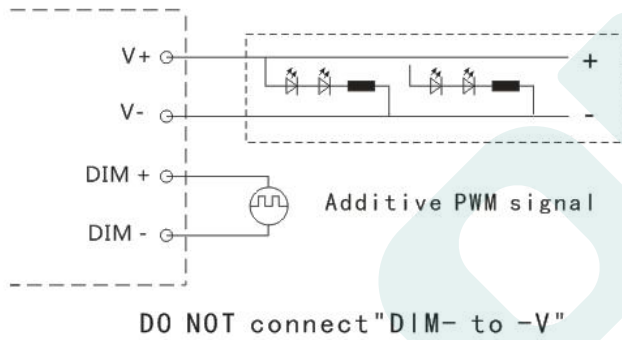 V+
+
V-
-
DIM +
Additive PWM signal
DIM -
DO NOT connect"DIM- to -V"